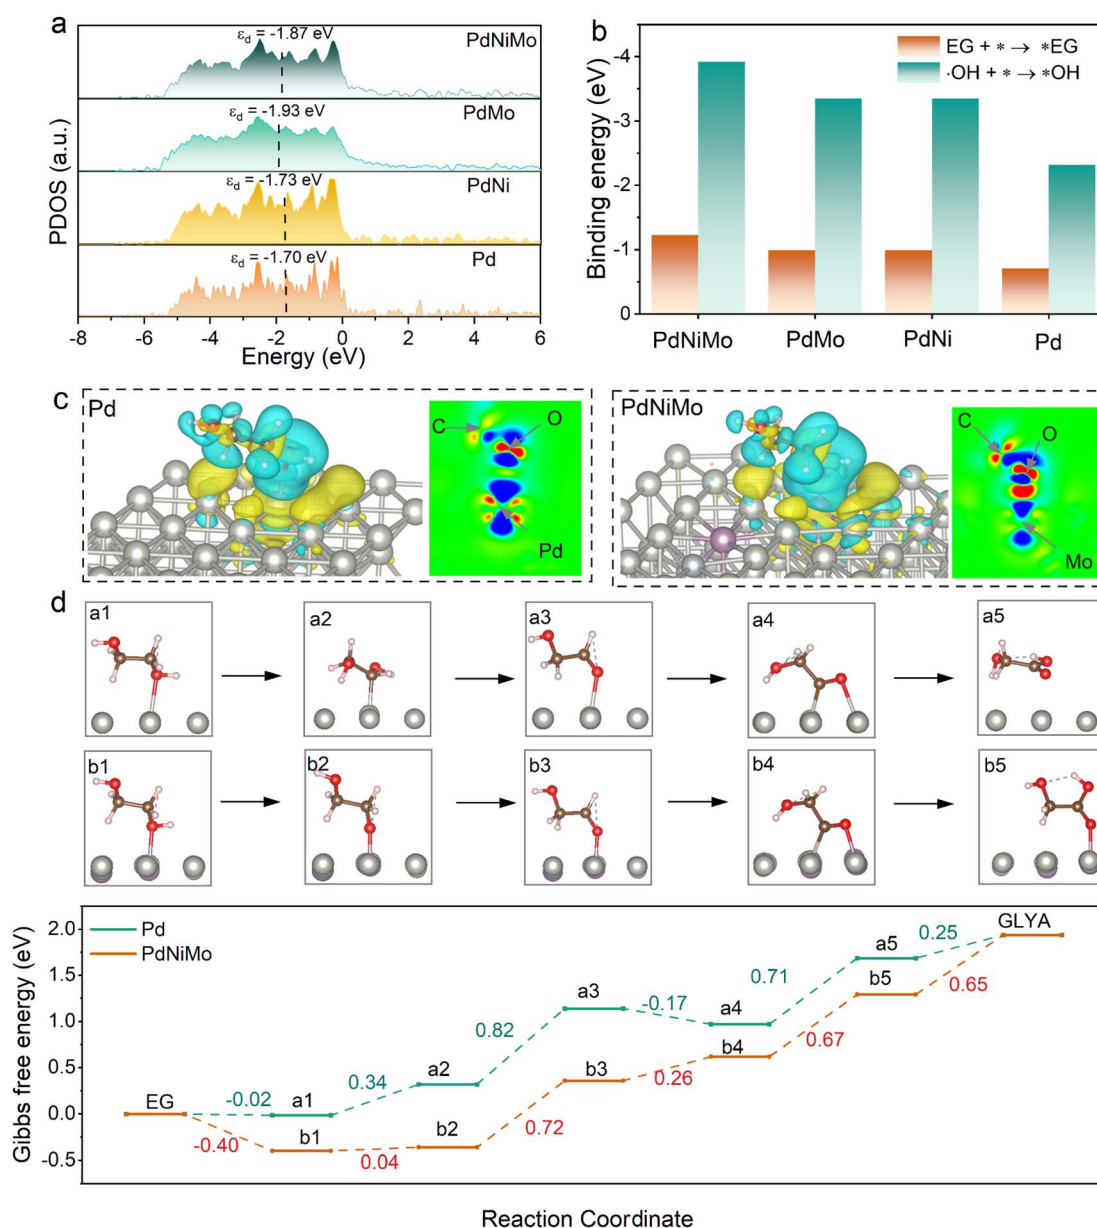 a
ε_d = -1.87 eV
PdNiMo
ε_d = -1.93 eV
PdMo
ε_d = -1.73 eV
PdNi
ε_d = -1.70 eV
Pd
PDOS (a.u.)
-8 -6 -4 -2 0 2 4 6
Energy (eV)
b
EG + * → *EG
·OH + * → *OH
Binding energy (eV)
-4
-3
-2
-1
0
PdNiMo PdMo PdNi Pd
c
Pd
C
O
Pd
PdNiMo
C
O
Mo
d
a1 a2 a3 a4 a5
b1 b2 b3 b4 b5
Gibbs free energy (eV)
2.0
1.5
1.0
0.5
0.0
-0.5
Pd
PdNiMo
EG
-0.02
a1
0.34
a2
0.82
a3
-0.17
a4
0.71
a5
0.25
GLYA
-0.40
b1
0.04
b2
0.72
b3
0.26
b4
0.67
b5
0.65
Reaction Coordinate